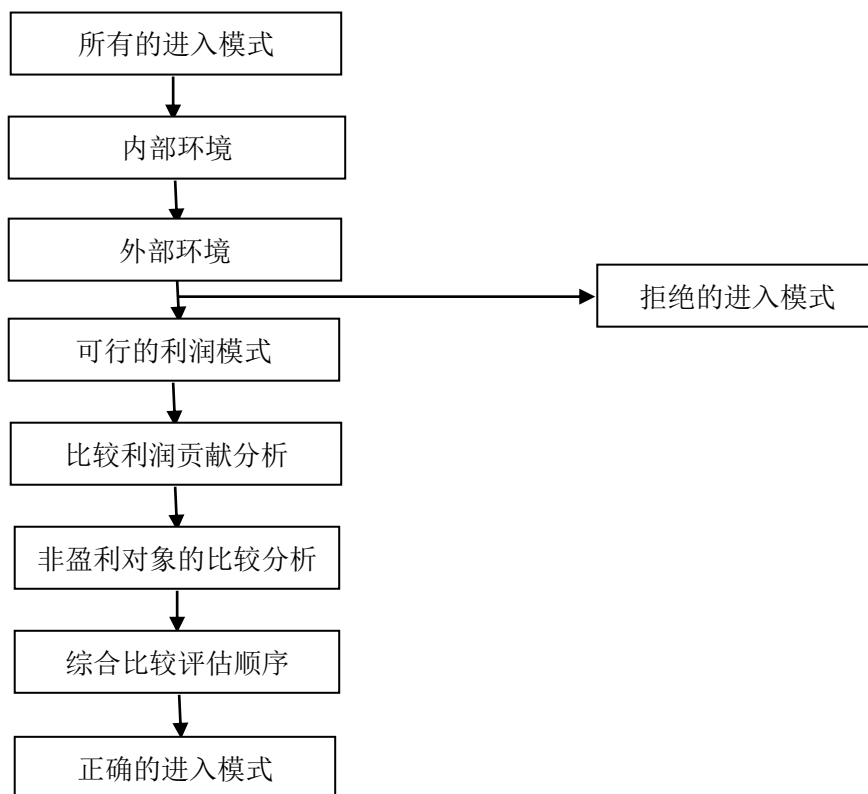 所有的进入模式
内部环境
外部环境
拒绝的进入模式
可行的利润模式
比较利润贡献分析
非盈利对象的比较分析
综合比较评估顺序
正确的进入模式